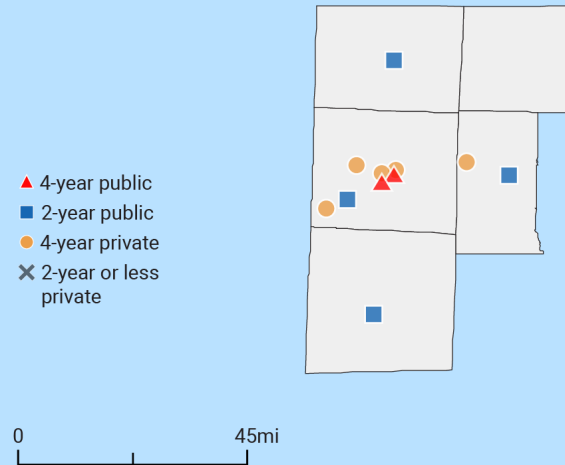 4-year public
2-year public
4-year private
2-year or less
private
0 45mi